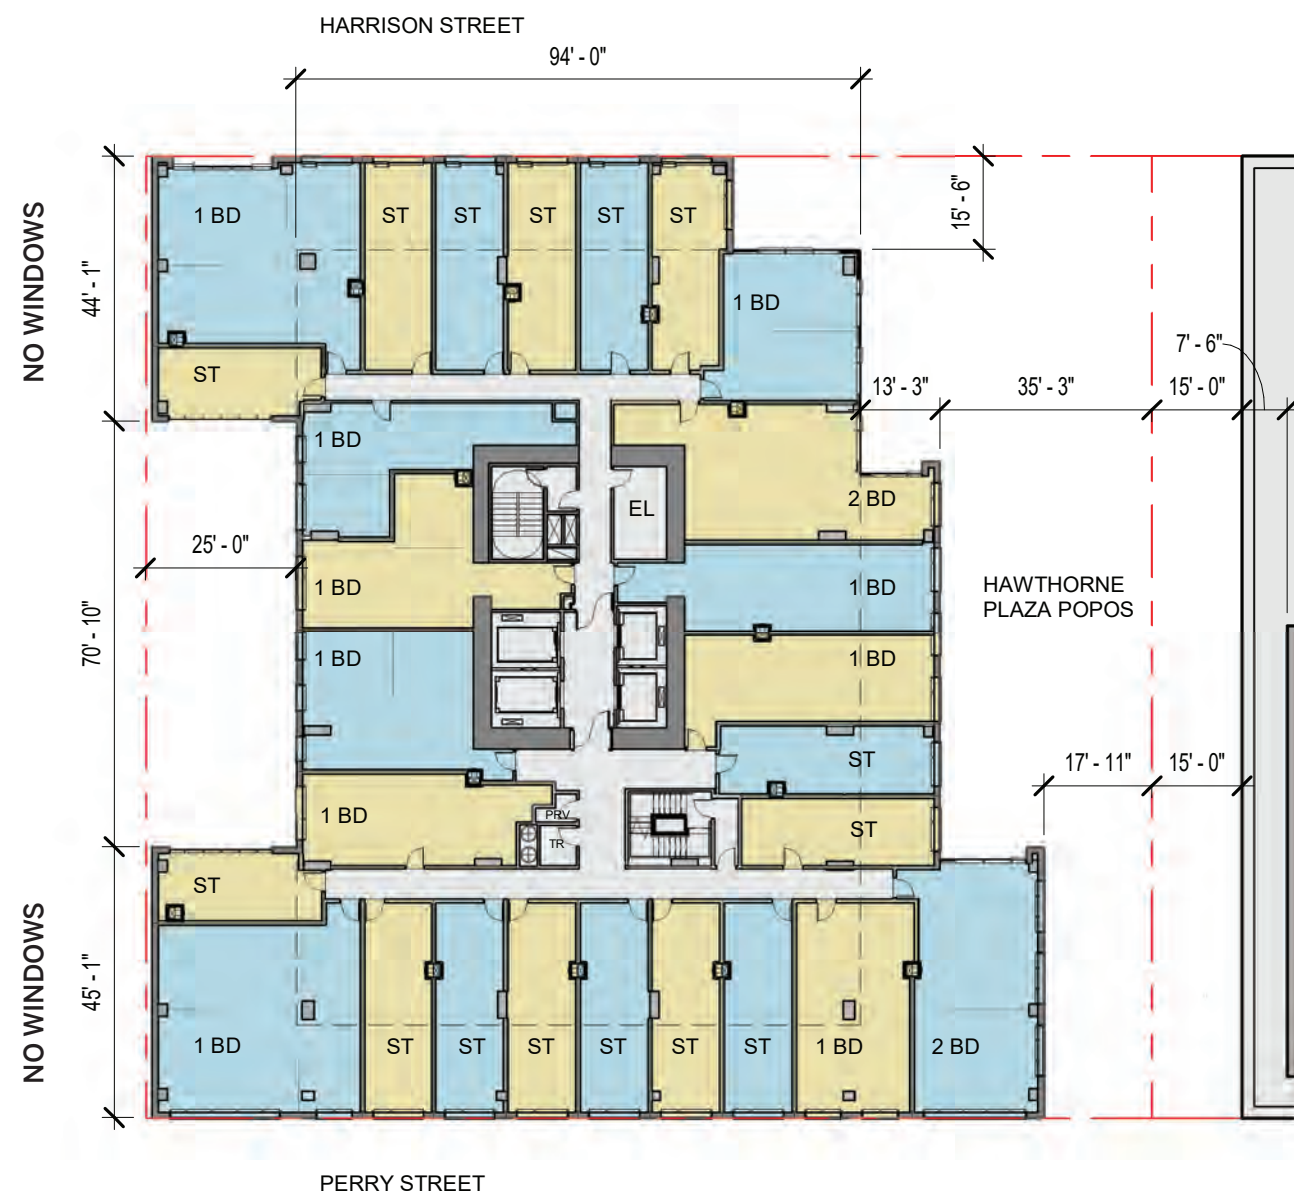 HARRISON STREET
94' - 0"
NO WINDOWS
44' - 1"
15' - 6"
1 BD
ST
ST
ST
ST
ST
1 BD
7' - 6"
ST
13' - 3"
35' - 3"
15' - 0"
1 BD
2 BD
EL
25' - 0"
1 BD
1 BD
HAWTHORNE
PLAZA POPOS
70' - 10"
1 BD
1 BD
ST
17' - 11"
15' - 0"
1 BD
PRV
TR
ST
ST
NO WINDOWS
45' - 1"
1 BD
ST
ST
ST
ST
ST
ST
1 BD
2 BD
PERRY STREET